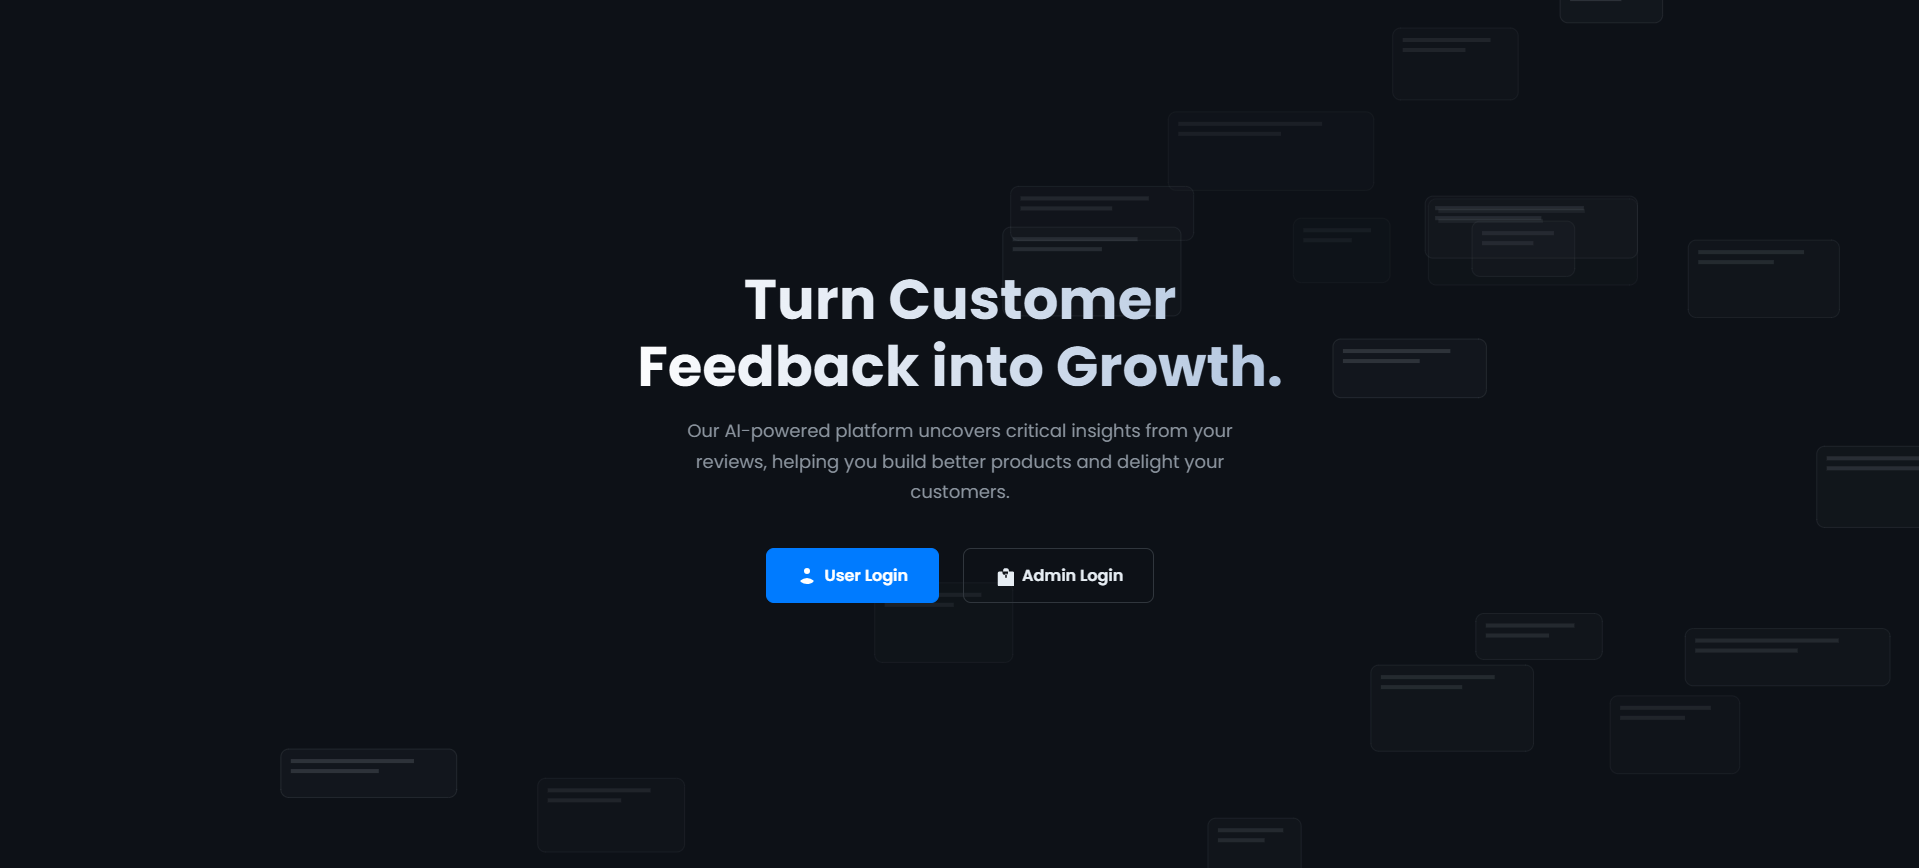 Turn Customer
Feedback into Growth.
Our AI-powered platform uncovers critical insights from your
reviews, helping you build better products and delight your
customers.
User Login
Admin Login